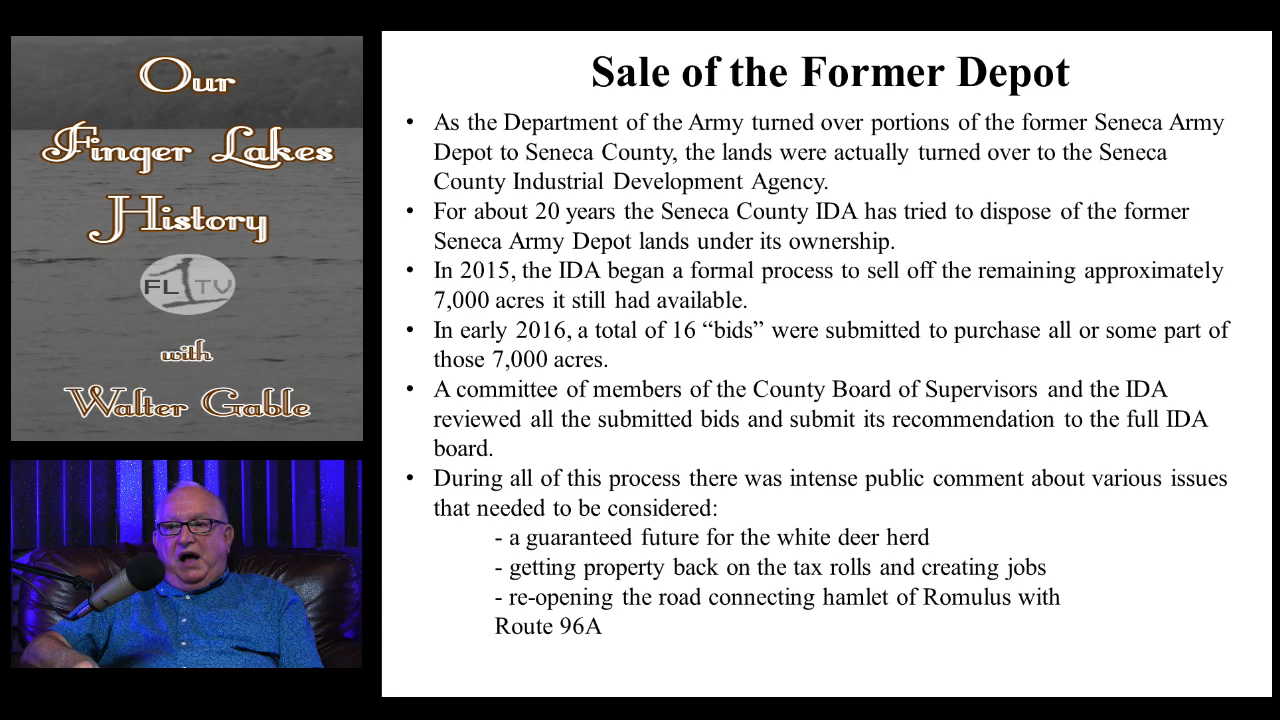 Our
Finger Lakes
History
FL TV
with
Walter Gable
Sale of the Former Depot
• As the Department of the Army turned over portions of the former Seneca Army
Depot to Seneca County, the lands were actually turned over to the Seneca
County Industrial Development Agency.
• For about 20 years the Seneca County IDA has tried to dispose of the former
Seneca Army Depot lands under its ownership.
• In 2015, the IDA began a formal process to sell off the remaining approximately
7,000 acres it still had available.
• In early 2016, a total of 16 “bids” were submitted to purchase all or some part of
those 7,000 acres.
• A committee of members of the County Board of Supervisors and the IDA
reviewed all the submitted bids and submit its recommendation to the full IDA
board.
• During all of this process there was intense public comment about various issues
that needed to be considered:
- a guaranteed future for the white deer herd
- getting property back on the tax rolls and creating jobs
- re-opening the road connecting hamlet of Romulus with
Route 96A